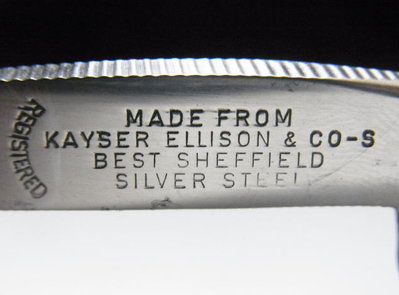 REGISTERED
MADE FROM
KAYSER ELLISON & CO-S
BEST SHEFFIELD
SILVER STEEL